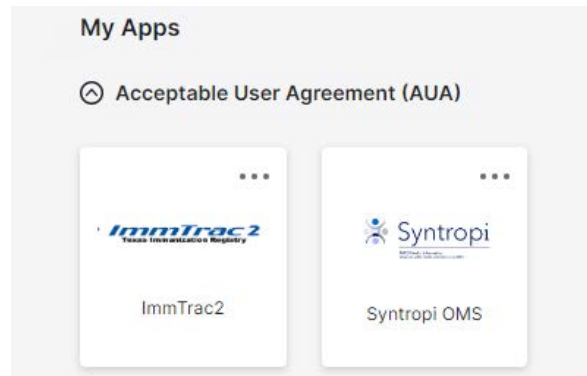 My Apps
Acceptable User Agreement (AUA)
ImmTrac2
Texas Immunization Registry
Syntropi
ImmTrac2
Syntropi OMS